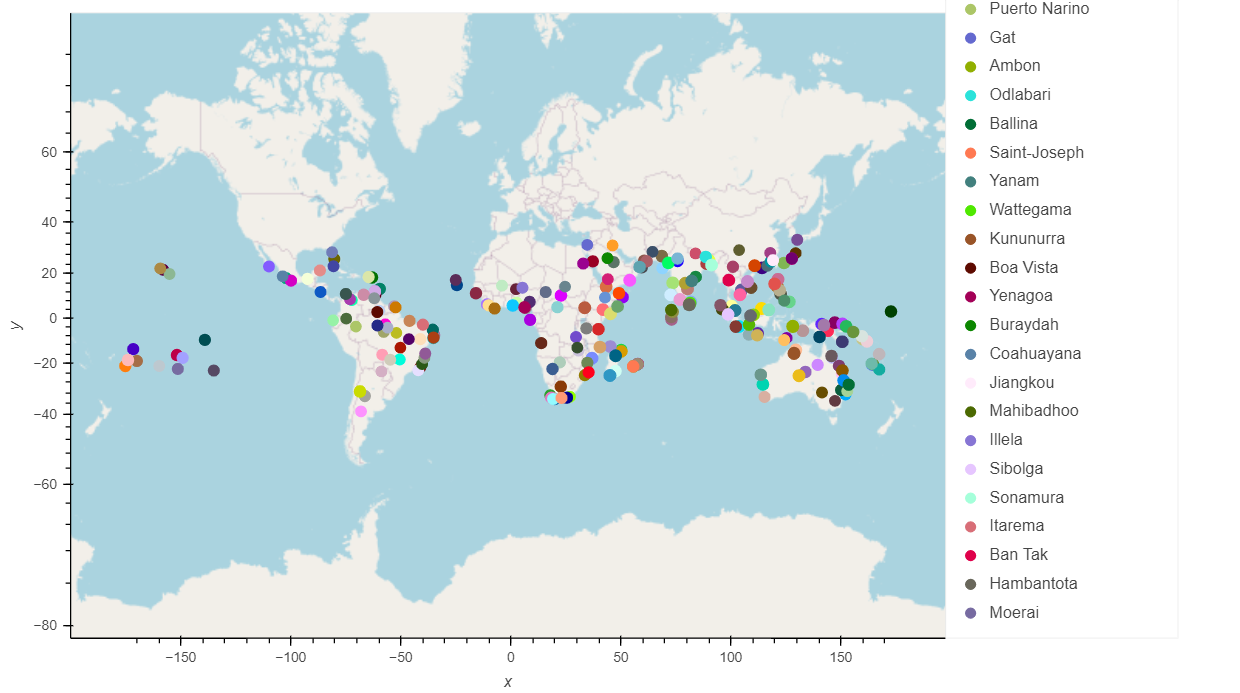 Puerto Narino
Gat
Ambon
Odlabari
Ballina
Saint-Joseph
Yanam
Wattegama
Kununurra
Boa Vista
Yenagoa
Buraydah
Coahuayana
Jiangkou
Mahibadhoo
Illela
Sibolga
Sonamura
Itarema
Ban Tak
Hambantota
Moerai
60
40
20
0
−20
−40
−60
−80
y
−150
−100
−50
0
50
100
150
x